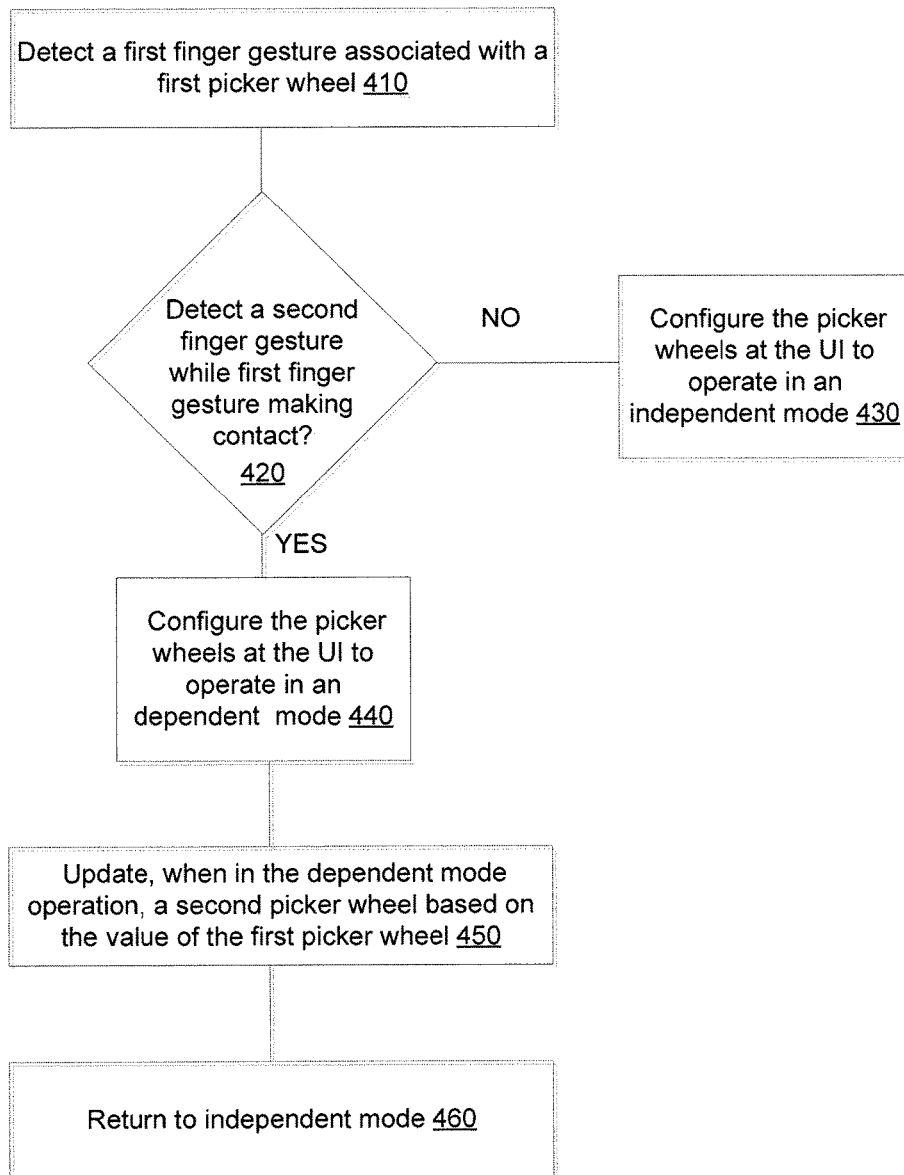 Detect a first finger gesture associated with a
first picker wheel 410
Detect a second
finger gesture
while first finger
gesture making
contact?
420
NO
Configure the picker
wheels at the UI to
operate in an
independent mode 430
YES
Configure the picker
wheels at the UI to
operate in an
dependent mode 440
Update, when in the dependent mode
operation, a second picker wheel based on
the value of the first picker wheel 450
Return to independent mode 460